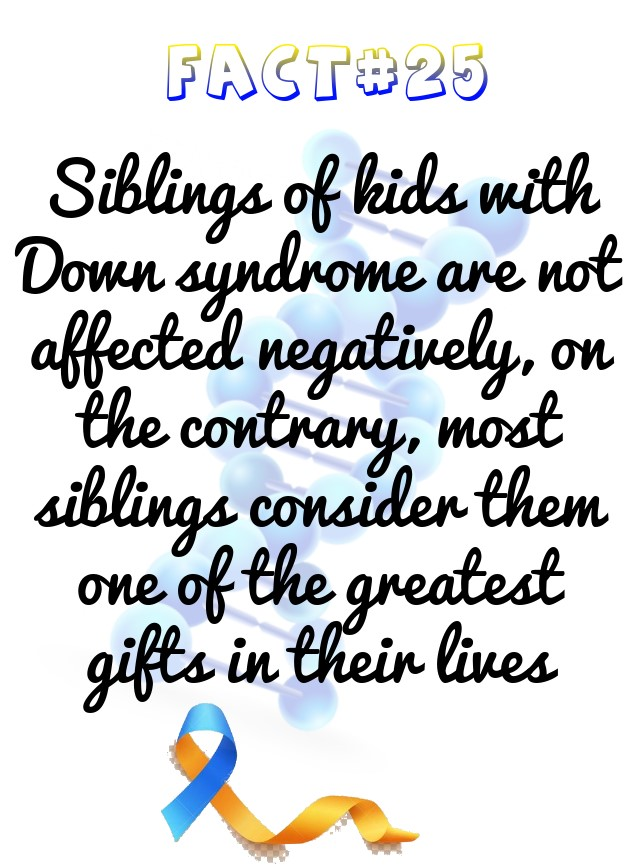 FACT#25
Siblings of kids with
Down syndrome are not
affected negatively, on
the contrary, most
siblings consider them
one of the greatest
gifts in their lives